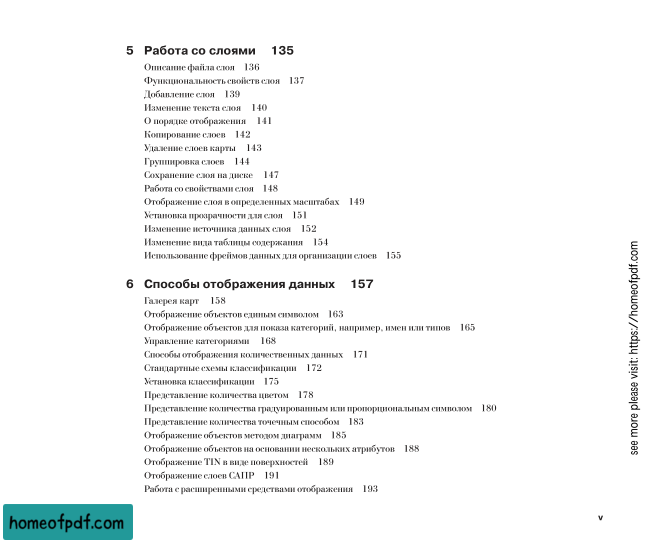 5 Работа со слоями 135
Описание файла слоя 136
Функциональность свойств слоя 137
Добавление слоя 139
Изменение текста слоя 140
О порядке отображения 141
Копирование слоев 142
Удаление слоев карты 143
Группировка слоев 144
Сохранение слоя на диске 147
Работа со свойствами слоя 148
Отображение слоя в определенных масштабах 149
Установка прозрачности для слоя 151
Изменение источника данных слоя 152
Изменение вида таблицы содержания 154
Использование фреймов данных для организации слоев 155
6 Способы отображения данных 157
Галерея карт 158
Отображение объектов единым символом 163
Отображение объектов для показа категорий, например, имен или типов 165
Управление категориями 168
Способы отображения количественных данных 171
Стандартные схемы классификации 172
Установка классификации 175
Представление количества цветом 178
Представление количества градуированным или пропорциональным символом 180
Представление количества точечным способом 183
Отображение объектов методом диаграмм 185
Отображение объектов на основании нескольких атрибутов 188
Отображение TIN в виде поверхностей 189
Отображение слоев САПР 191
Работа с расширенными средствами отображения 193
v
see more please visit: https://homeofpdf.com
homeofpdf.com